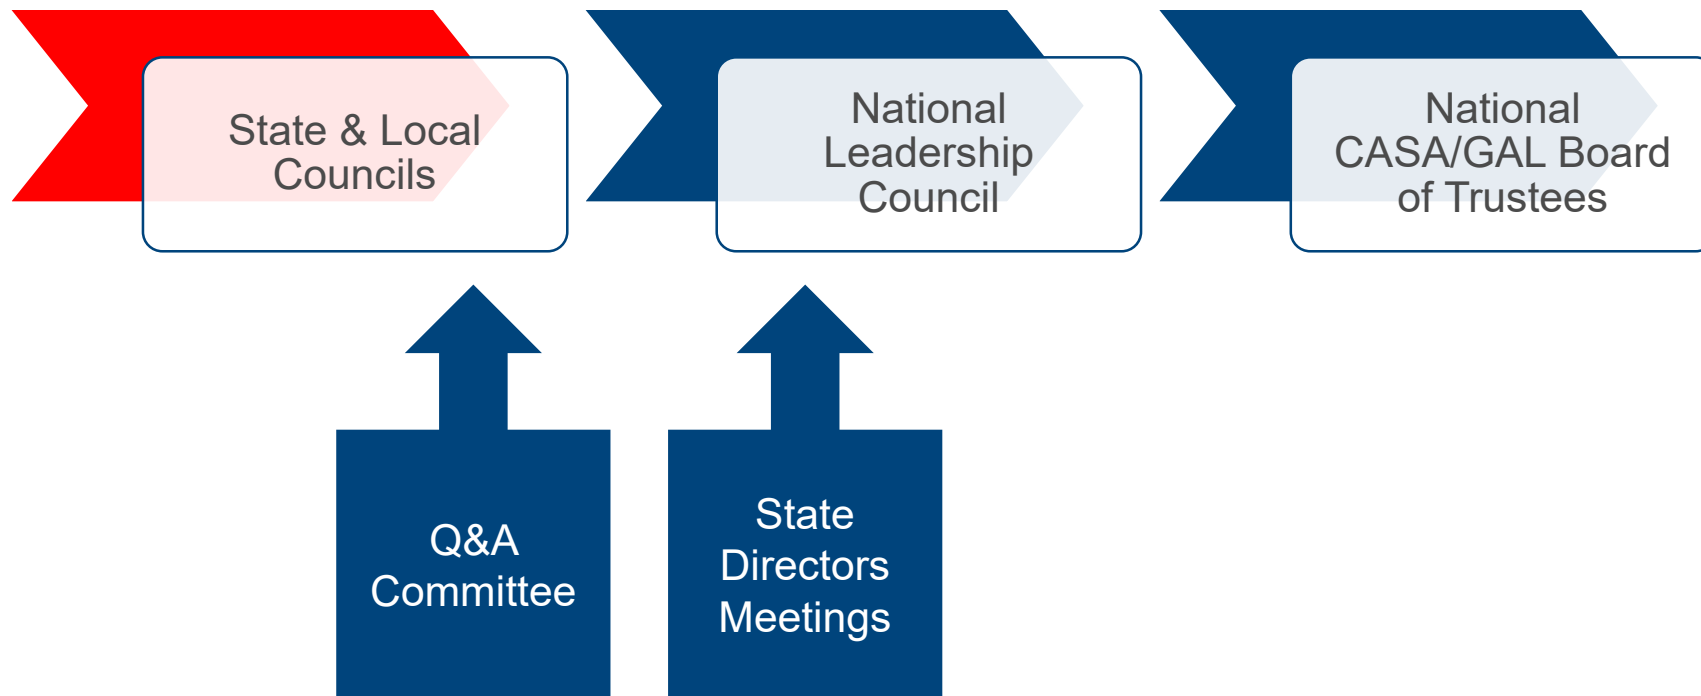 State & Local
Councils
National
Leadership
Council
National
CASA/GAL Board
of Trustees
Q&A
Committee
State
Directors
Meetings